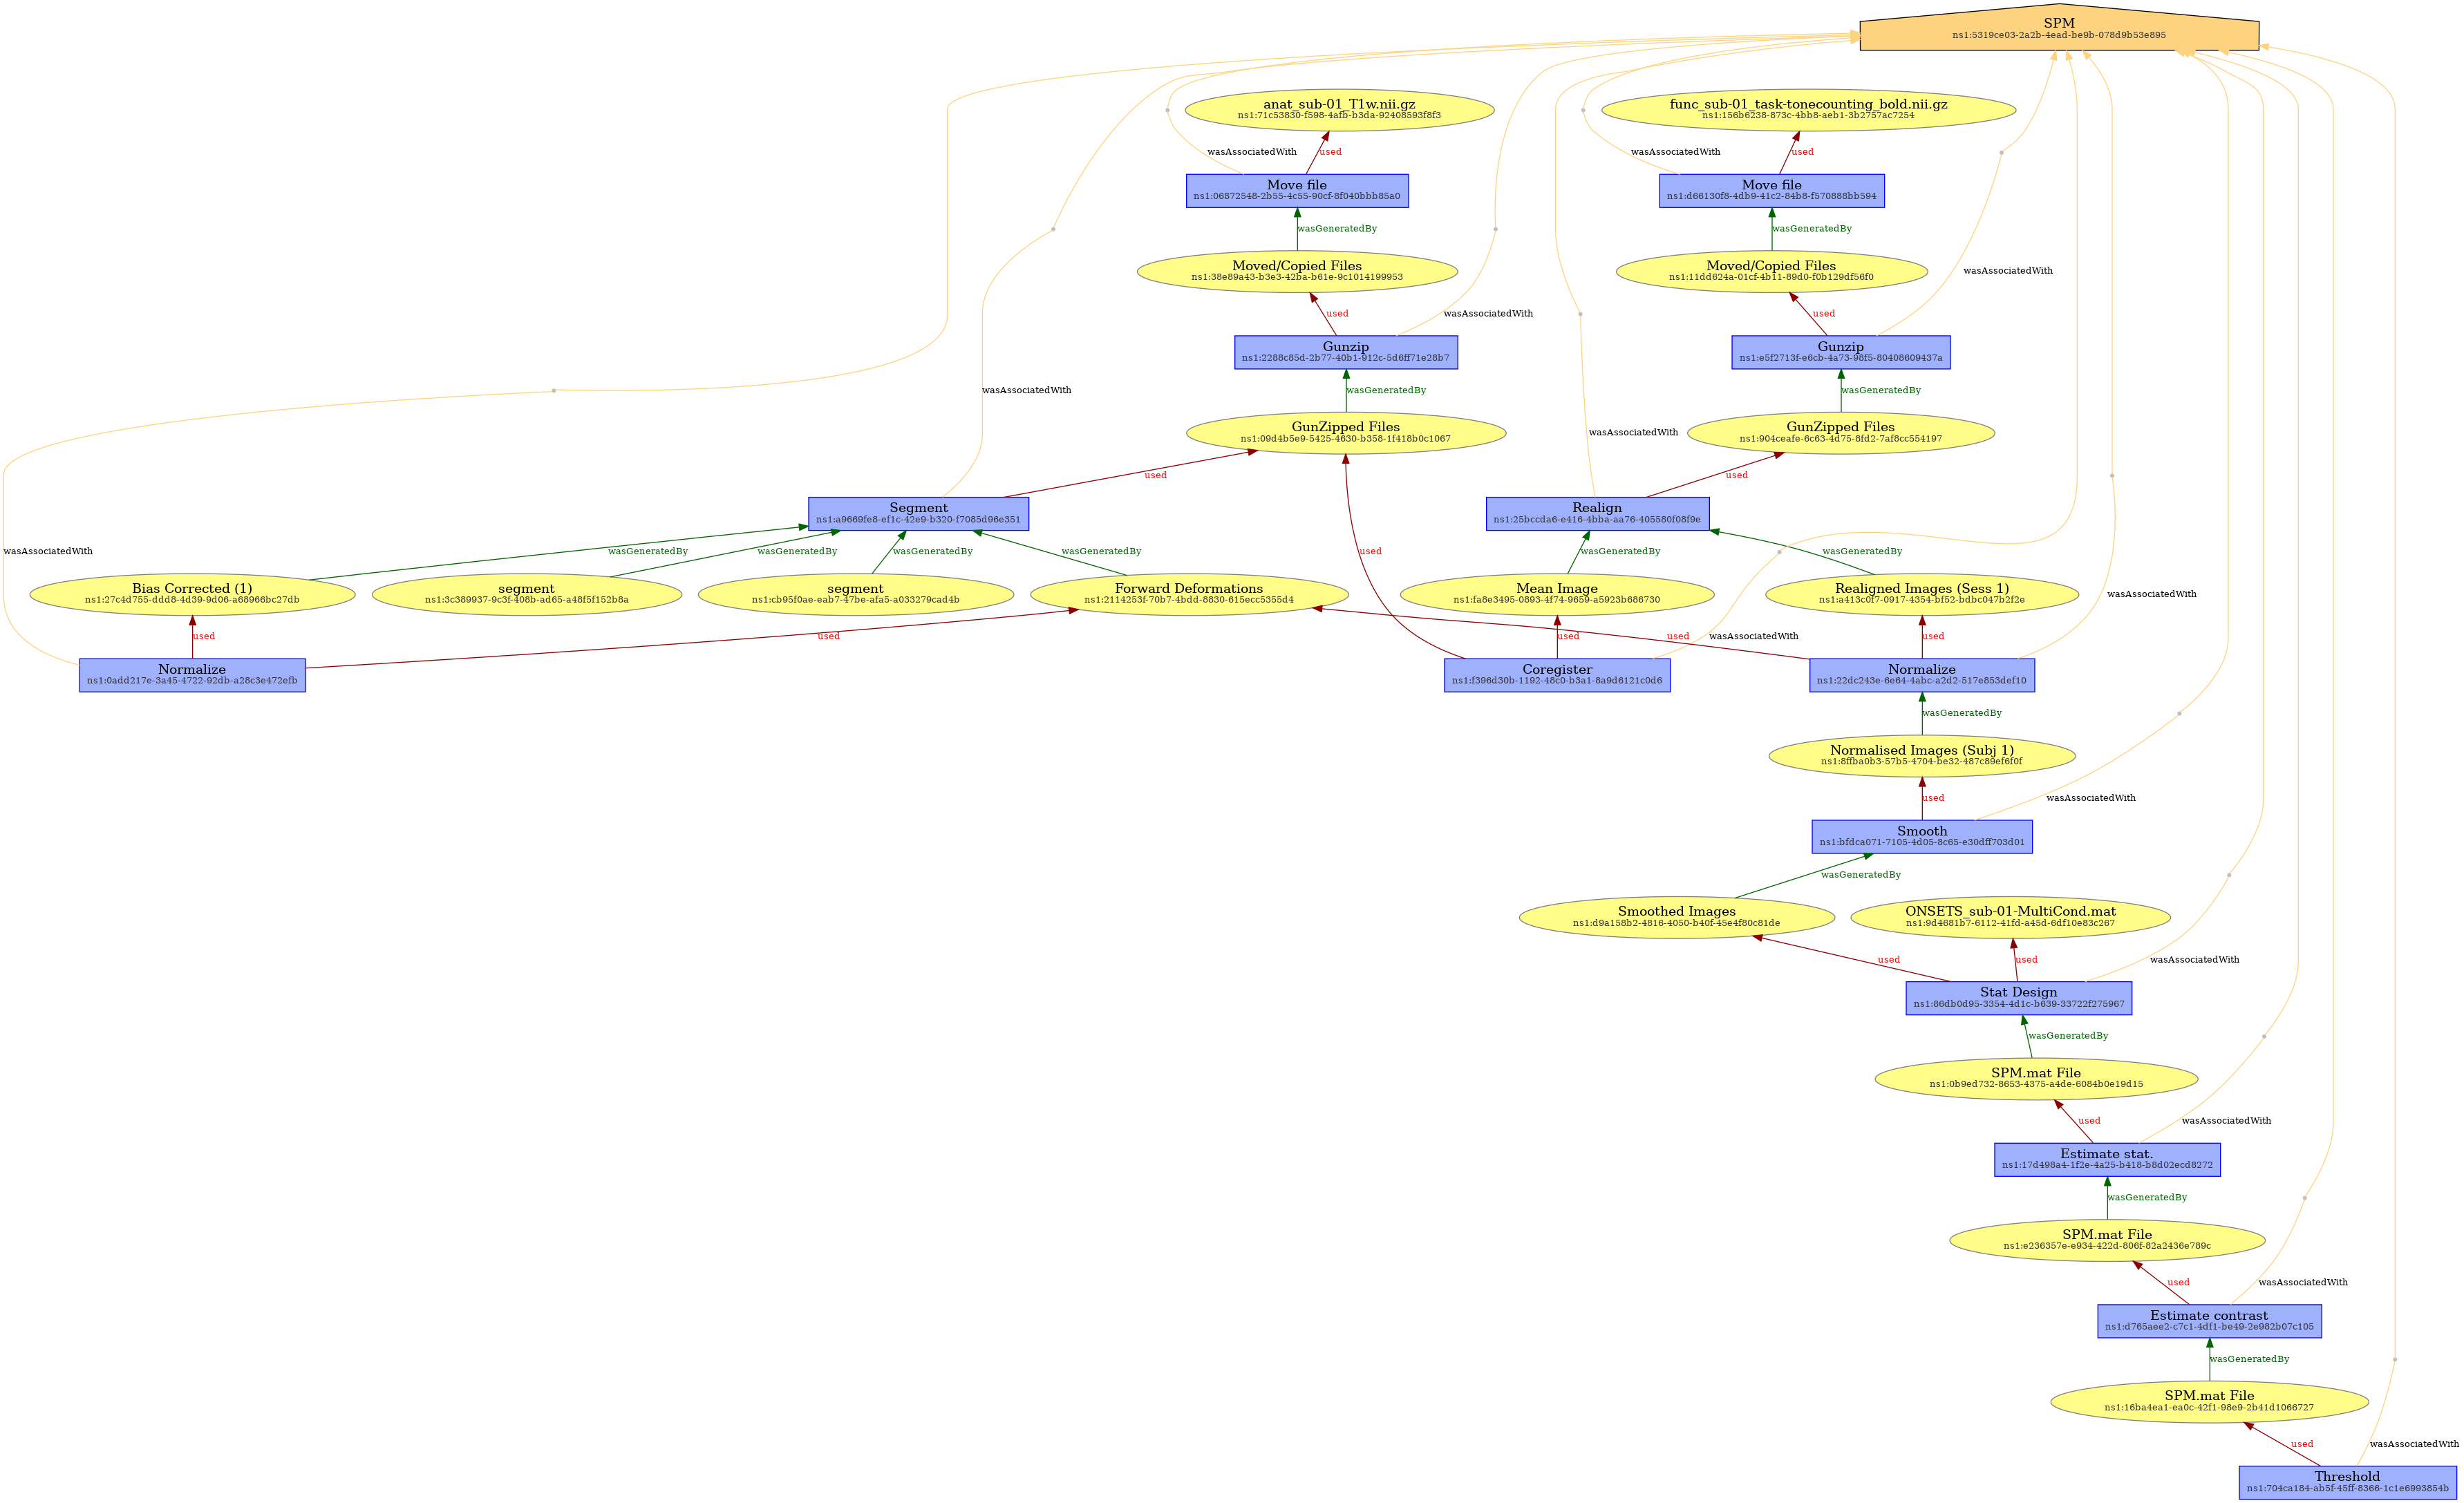 SPM
ns1:5319ce03-2a2b-4ead-be9b-078d9b53e895
anat_sub-01_T1w.nii.gz
ns1:71c53830-f598-4afb-b3da-92408593f8f3
func_sub-01_task-tonecounting_bold.nii.gz
ns1:156b6238-873c-4bb8-aeb1-3b2757ac7254
wasAssociatedWith
used
wasAssociatedWith
used
Move file
ns1:06872548-2b55-4c55-90cf-8f040bbb85a0
Move file
ns1:d66130f8-4db9-41c2-84b8-f570888bb594
wasGeneratedBy
wasGeneratedBy
Moved/Copied Files
ns1:38e89a43-b3e3-42ba-b61e-9c1014199953
Moved/Copied Files
ns1:11dd624a-01cf-4b11-89d0-f0b129df56f0
wasAssociatedWith
used
wasAssociatedWith
used
Gunzip
ns1:2288c85d-2b77-40b1-912c-5d6ff71e28b7
Gunzip
ns1:e5f2713f-e6cb-4a73-98f5-80408609437a
wasAssociatedWith
wasGeneratedBy
wasGeneratedBy
GunZipped Files
ns1:09d4b5e9-5425-4630-b358-1f418b0c1067
wasAssociatedWith
GunZipped Files
ns1:904ceafe-6c63-4d75-8fd2-7af8cc554197
used
used
Segment
ns1:a9669fe8-ef1c-42e9-b320-f7085d96e351
Realign
ns1:25bccda6-e416-4bba-aa76-405580f08f9e
wasAssociatedWith
wasGeneratedBy
wasGeneratedBy
wasGeneratedBy
wasGeneratedBy
used
wasGeneratedBy
wasGeneratedBy
Bias Corrected (1)
ns1:27c4d755-ddd8-4d39-9d06-a68966bc27db
segment
ns1:3c389937-9c3f-408b-ad65-a48f5f152b8a
segment
ns1:cb95f0ae-eab7-47be-afa5-a033279cad4b
Forward Deformations
ns1:2114253f-70b7-4bdd-8830-615ecc5355d4
Mean Image
ns1:fa8e3495-0893-4f74-9659-a5923b686730
Realigned Images (Sess 1)
ns1:a413c0f7-0917-4354-bf52-bdbc047b2f2e
wasAssociatedWith
used
used
used
used
wasAssociatedWith
used
Normalize
ns1:0add217e-3a45-4722-92db-a28c3e472efb
Coregister
ns1:f396d30b-1192-48c0-b3a1-8a9d6121c0d6
Normalize
ns1:22dc243e-6e64-4abc-a2d2-517e853def10
wasGeneratedBy
Normalised Images (Subj 1)
ns1:8ffba0b3-57b5-4704-be32-487c89ef6f0f
used
wasAssociatedWith
Smooth
ns1:bfdca071-7105-4d05-8c65-e30dff703d01
wasGeneratedBy
Smoothed Images
ns1:d9a158b2-4816-4050-b40f-45e4f80c81de
ONSETS_sub-01-MultiCond.mat
ns1:9d4681b7-6112-41fd-a45d-6df10e83c267
used
used
wasAssociatedWith
Stat Design
ns1:86db0d95-3354-4d1c-b639-33722f275967
wasGeneratedBy
SPM.mat File
ns1:0b9ed732-8653-4375-a4de-6084b0e19d15
used
wasAssociatedWith
Estimate stat.
ns1:17d498a4-1f2e-4a25-b418-b8d02ecd8272
wasGeneratedBy
SPM.mat File
ns1:e236357e-e934-422d-806f-82a2436e789c
used
wasAssociatedWith
Estimate contrast
ns1:d765aee2-c7c1-4df1-be49-2e982b07c105
wasGeneratedBy
SPM.mat File
ns1:16ba4ea1-ea0c-42f1-98e9-2b41d1066727
used
wasAssociatedWith
Threshold
ns1:704ca184-ab5f-45ff-8366-1c1e6993854b